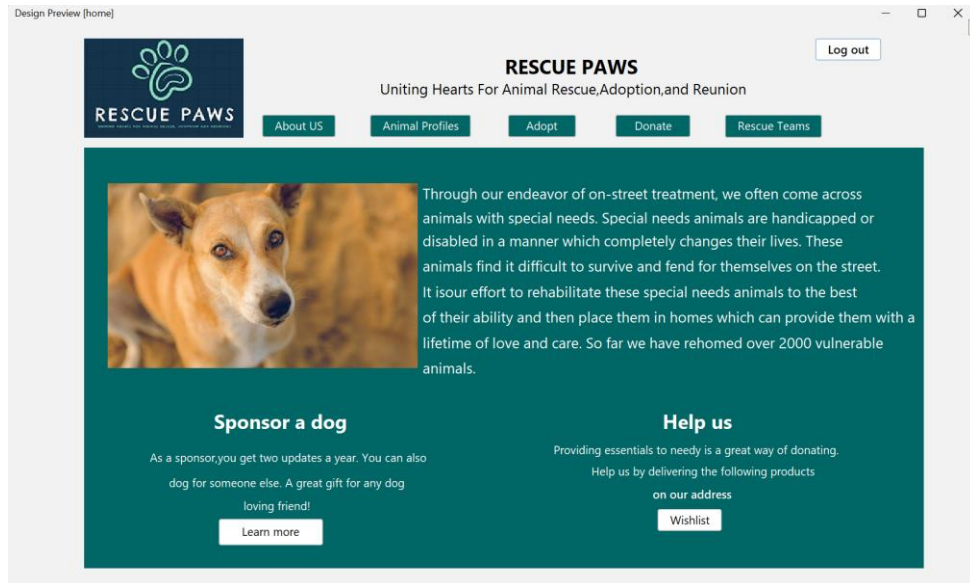 Design Preview [home]
Log out
RESCUE PAWS
Uniting Hearts For Animal Rescue,Adoption,and Reunion
RESCUE PAWS
About US
Animal Profiles
Adopt
Donate
Rescue Teams
Through our endeavor of on-street treatment, we often come across
animals with special needs. Special needs animals are handicapped or
disabled in a manner which completely changes their lives. These
animals find it difficult to survive and fend for themselves on the street.
It isour effort to rehabilitate these special needs animals to the best
of their ability and then place them in homes which can provide them with a
lifetime of love and care. So far we have rehomed over 2000 vulnerable
animals.
Sponsor a dog
As a sponsor,you get two updates a year. You can also
dog for someone else. A great gift for any dog
loving friend!
Learn more
Help us
Providing essentials to needy is a great way of donating.
Help us by delivering the following products
on our address
Wishlist